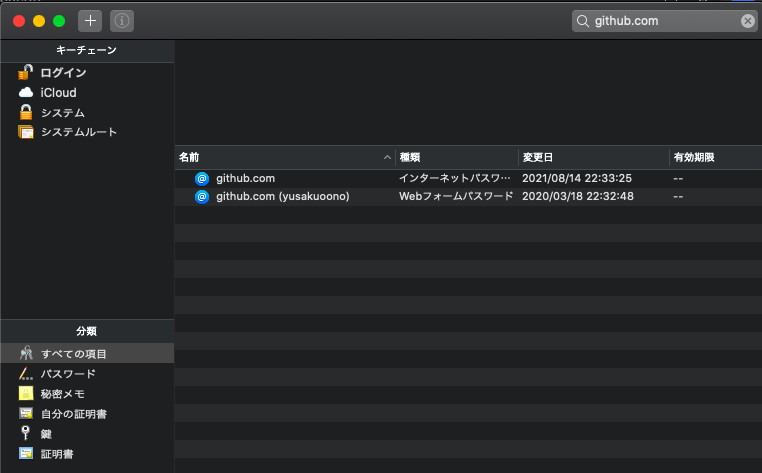 github.com
キーチェーン
ログイン
iCloud
システム
システムルート
名前 種類 変更日 有効期限
github.com インターネットパスワ… 2021/08/14 22:33:25 --
github.com (yusakuoono) Webフォームパスワード 2020/03/18 22:32:48 --
分類
すべての項目
パスワード
秘密メモ
自分の証明書
鍵
証明書